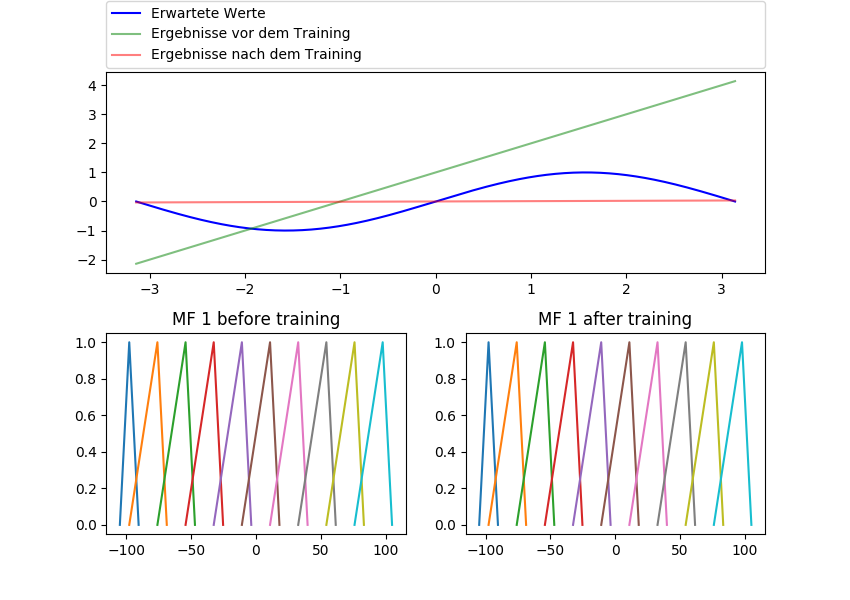 Erwartete Werte
Ergebnisse vor dem Training
Ergebnisse nach dem Training
4
3
2
1
0
−1
−2
−3 −2 −1 0 1 2 3
MF 1 before training
1.0
0.8
0.6
0.4
0.2
0.0
−100 −50 0 50 100
MF 1 after training
1.0
0.8
0.6
0.4
0.2
0.0
−100 −50 0 50 100